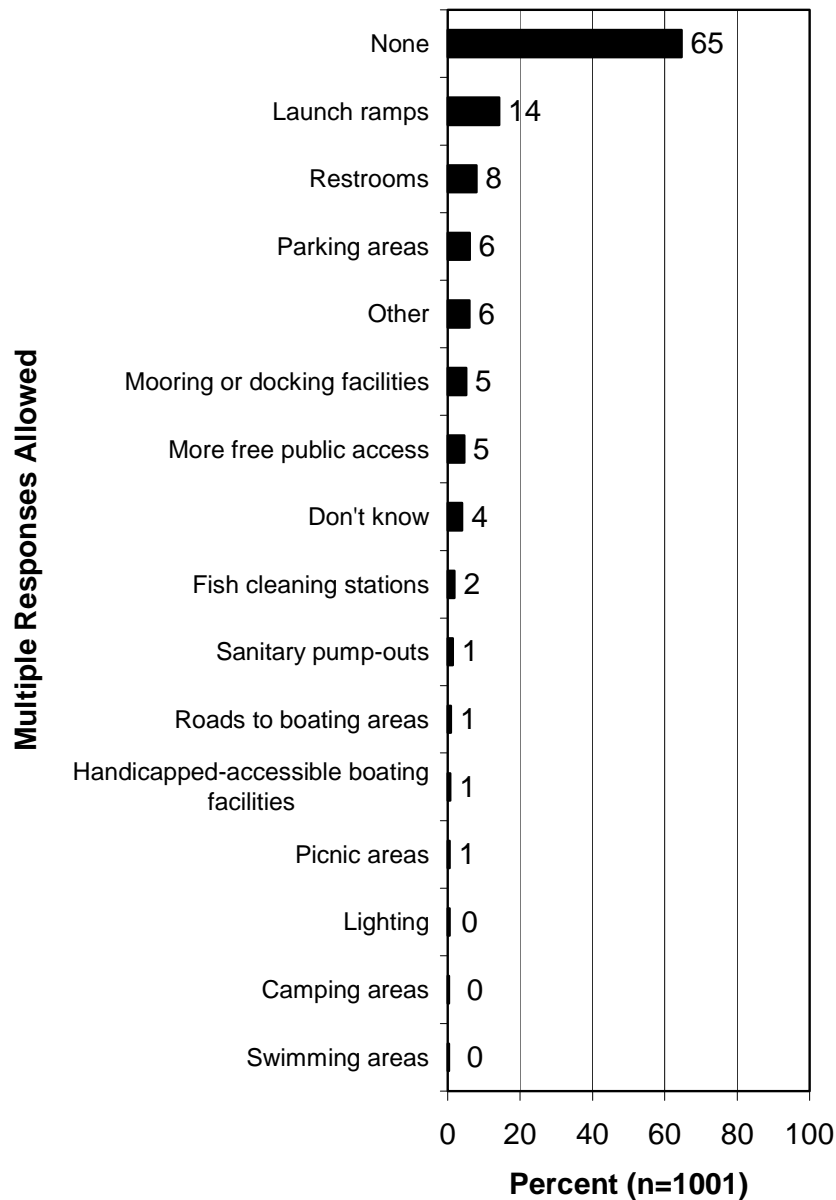 Multiple Responses Allowed
None 65
Launch ramps 14
Restrooms 8
Parking areas 6
Other 6
Mooring or docking facilities 5
More free public access 5
Don't know 4
Fish cleaning stations 2
Sanitary pump-outs 1
Roads to boating areas 1
Handicapped-accessible boating
facilities 1
Picnic areas 1
Lighting 0
Camping areas 0
Swimming areas 0
0 20 40 60 80 100
Percent (n=1001)